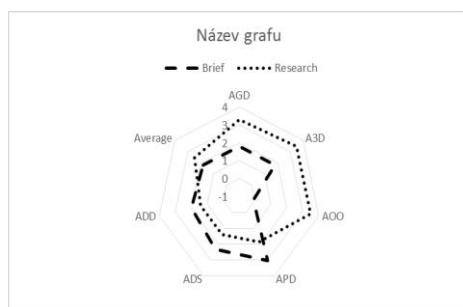 Název grafu
Brief Research
AGD
A3D
AOO
APD
ADS
ADD
Average
4
3
2
1
0
-1